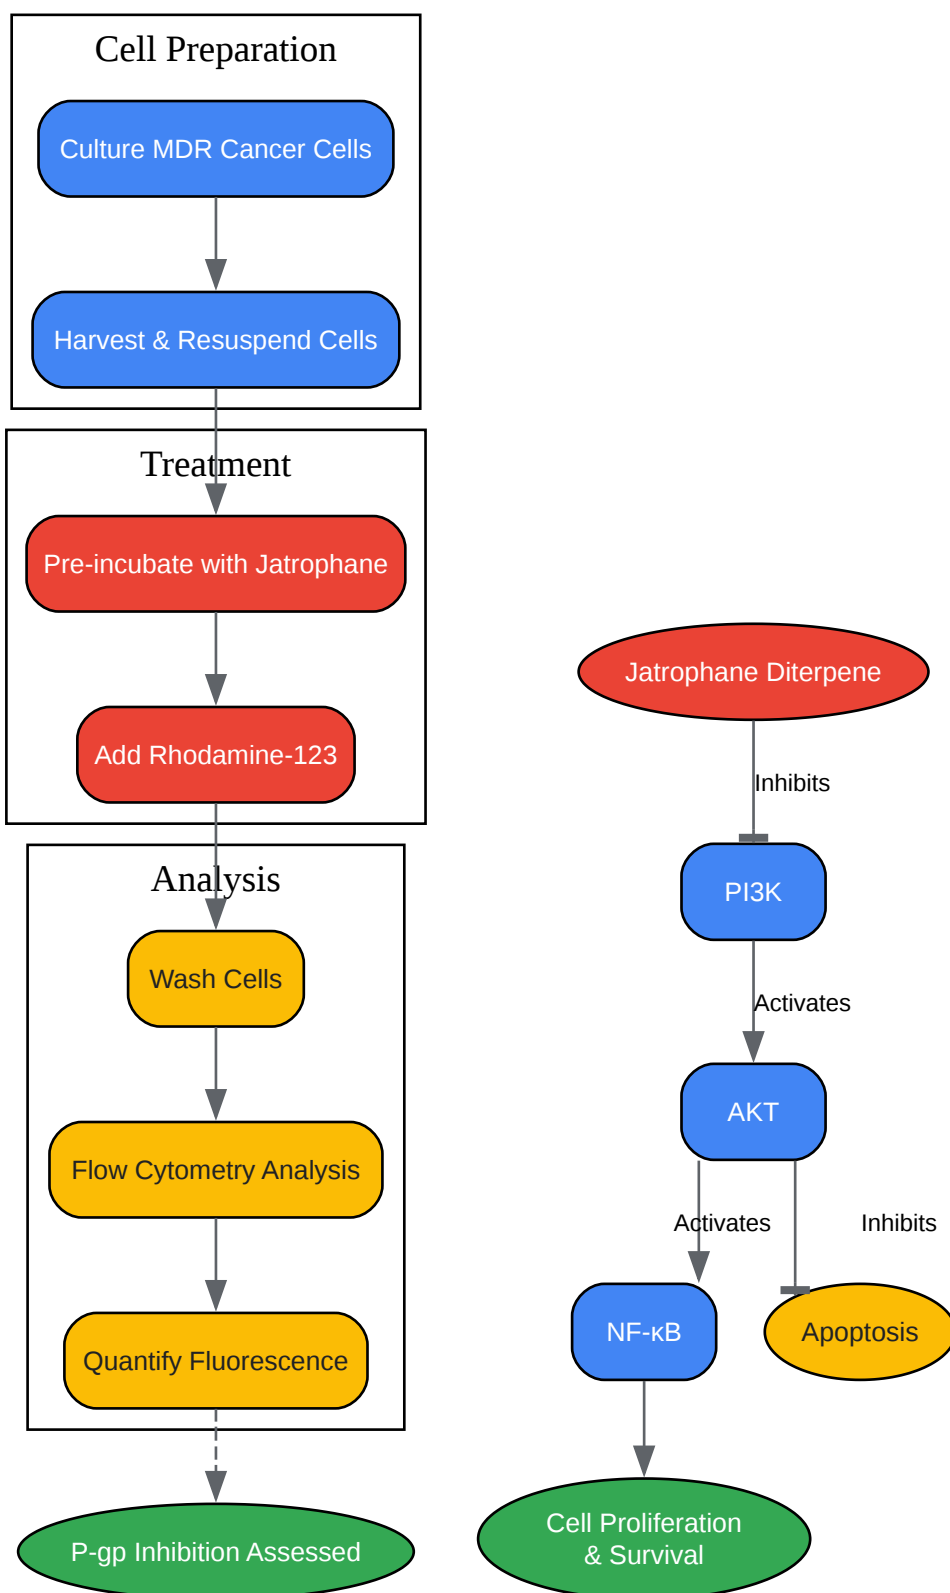 Cell Preparation
Culture MDR Cancer Cells
Harvest & Resuspend Cells
Treatment
Pre-incubate with Jatrophane
Add Rhodamine-123
Analysis
Wash Cells
Flow Cytometry Analysis
Quantify Fluorescence
P-gp Inhibition Assessed
Jatrophane Diterpene
Inhibits
PI3K
Activates
AKT
Activates
Inhibits
NF-κB
Apoptosis
Cell Proliferation
& Survival